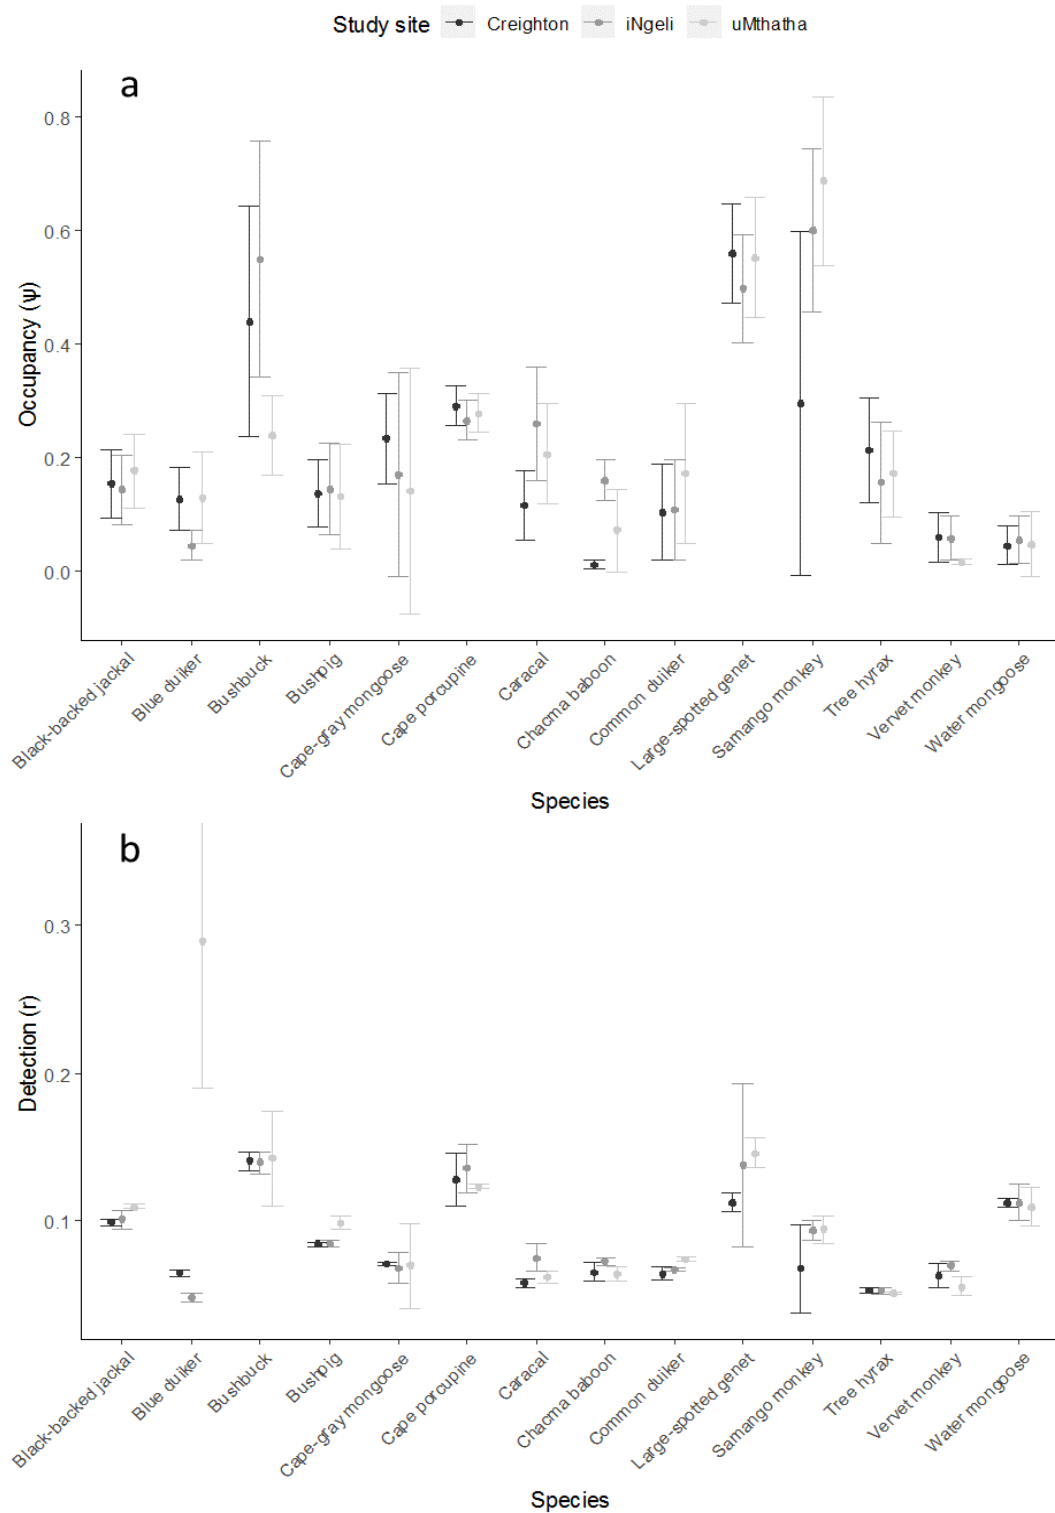 Study site Creighton iNgeli uMthatha
a
0.8
0.6
0.4
0.2
0.0
Occupancy (ψ)
Black-backed jackal
Blue duiker
Bushbuck
Bushpig
Cape-gray mongoose
Cape porcupine
Caracal
Chacma baboon
Common duiker
Large-spotted genet
Samango monkey
Tree hyrax
Vervet monkey
Water mongoose
Species
b
0.3
0.2
0.1
Detection (r)
Black-backed jackal
Blue duiker
Bushbuck
Bushpig
Cape-gray mongoose
Cape porcupine
Caracal
Chacma baboon
Common duiker
Large-spotted genet
Samango monkey
Tree hyrax
Vervet monkey
Water mongoose
Species